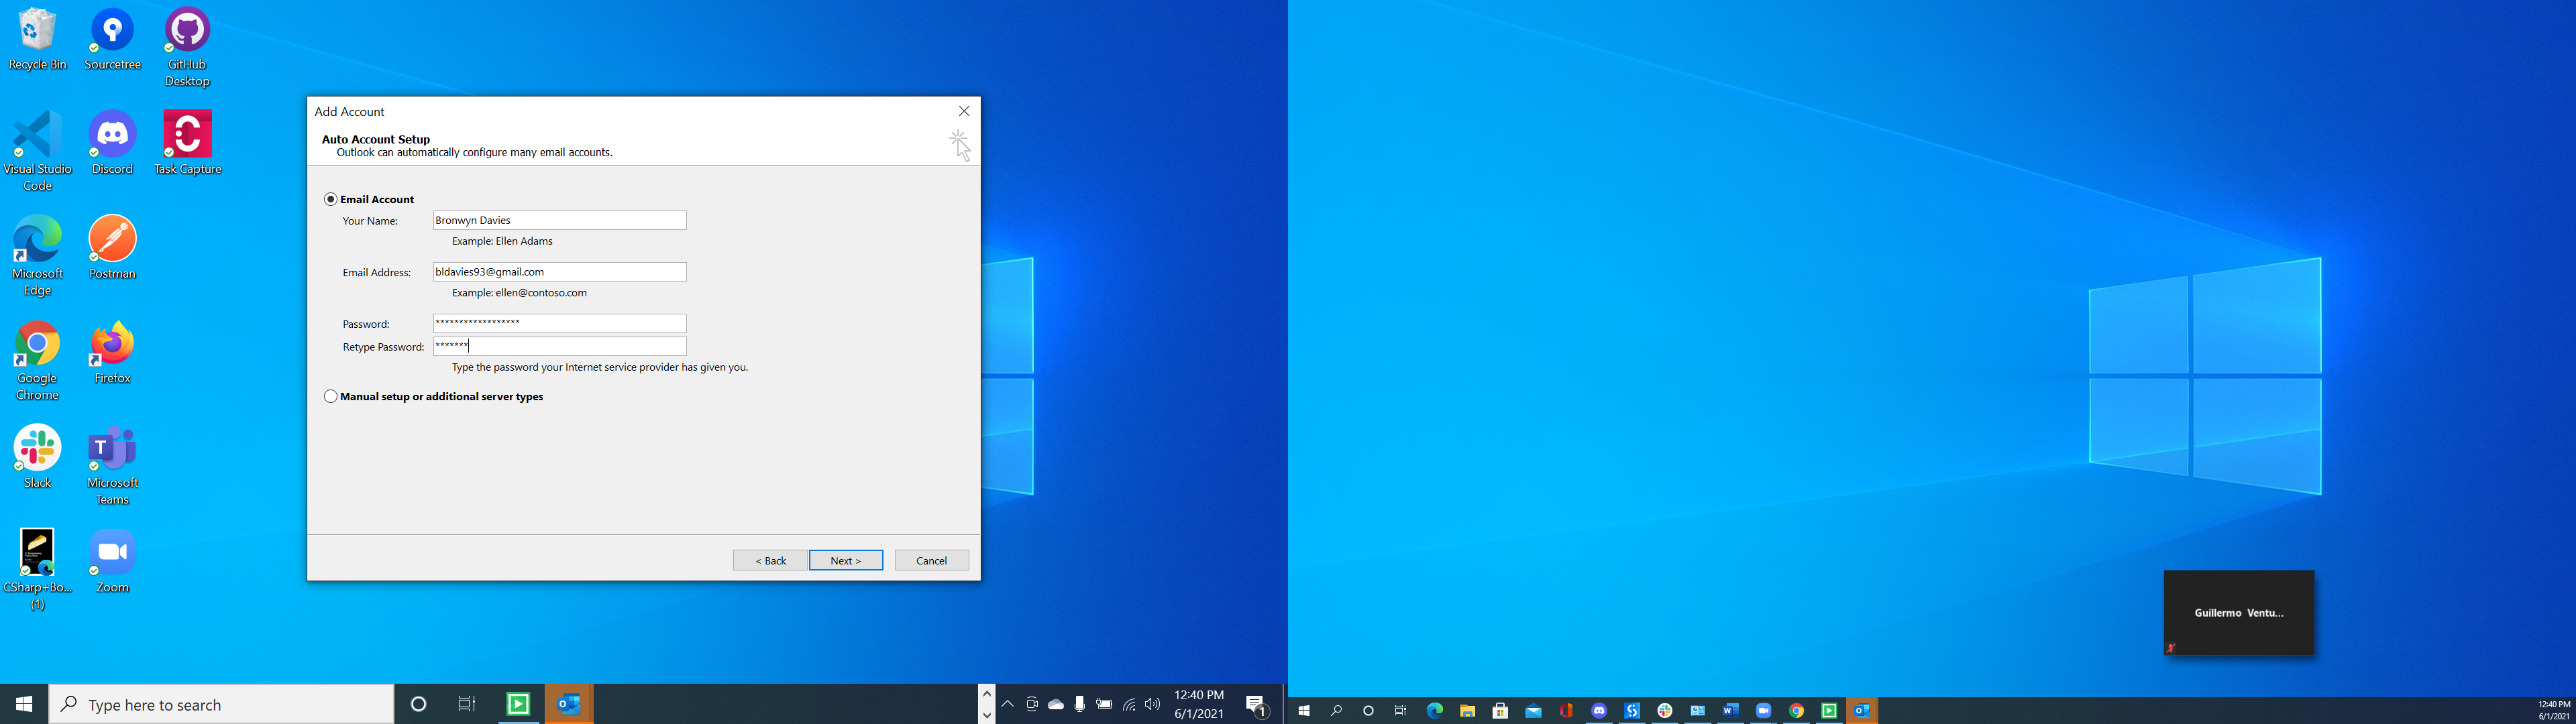 Recycle Bin
Sourcetree
GitHub
Desktop
Visual Studio
Code
Discord
Task Capture
Microsoft
Edge
Postman
Google
Chrome
Firefox
Slack
Microsoft
Teams
CSharp+Bo...
(1)
Zoom
Add Account
Auto Account Setup
Outlook can automatically configure many email accounts.
Email Account
Your Name:
Bronwyn Davies
Example: Ellen Adams
Email Address:
bldavies93@gmail.com
Example: ellen@contoso.com
Password:
******************
Retype Password:
*******
Type the password your Internet service provider has given you.
Manual setup or additional server types
< Back
Next >
Cancel
Guillermo Ventu...
Type here to search
12:40 PM
6/1/2021
1
12:40 PM
6/1/2021